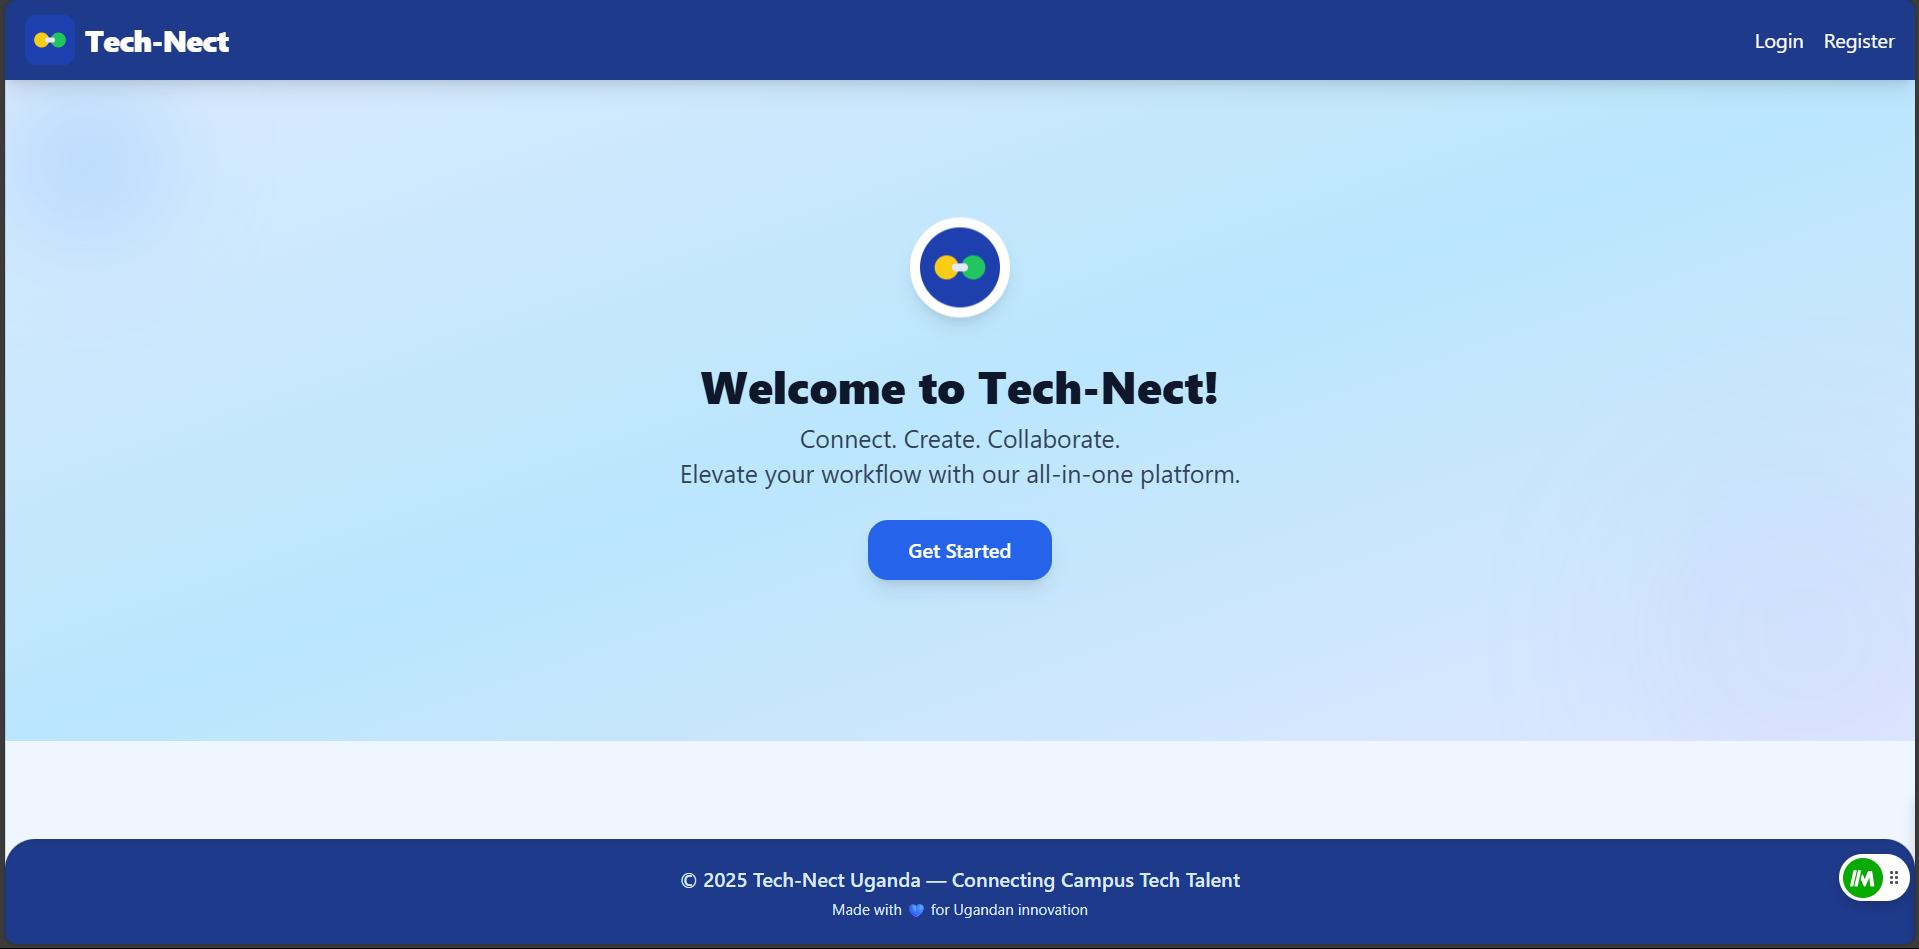 Tech-Nect
Login Register
Welcome to Tech-Nect!
Connect. Create. Collaborate.
Elevate your workflow with our all-in-one platform.
Get Started
© 2025 Tech-Nect Uganda — Connecting Campus Tech Talent
Made with 💙 for Ugandan innovation